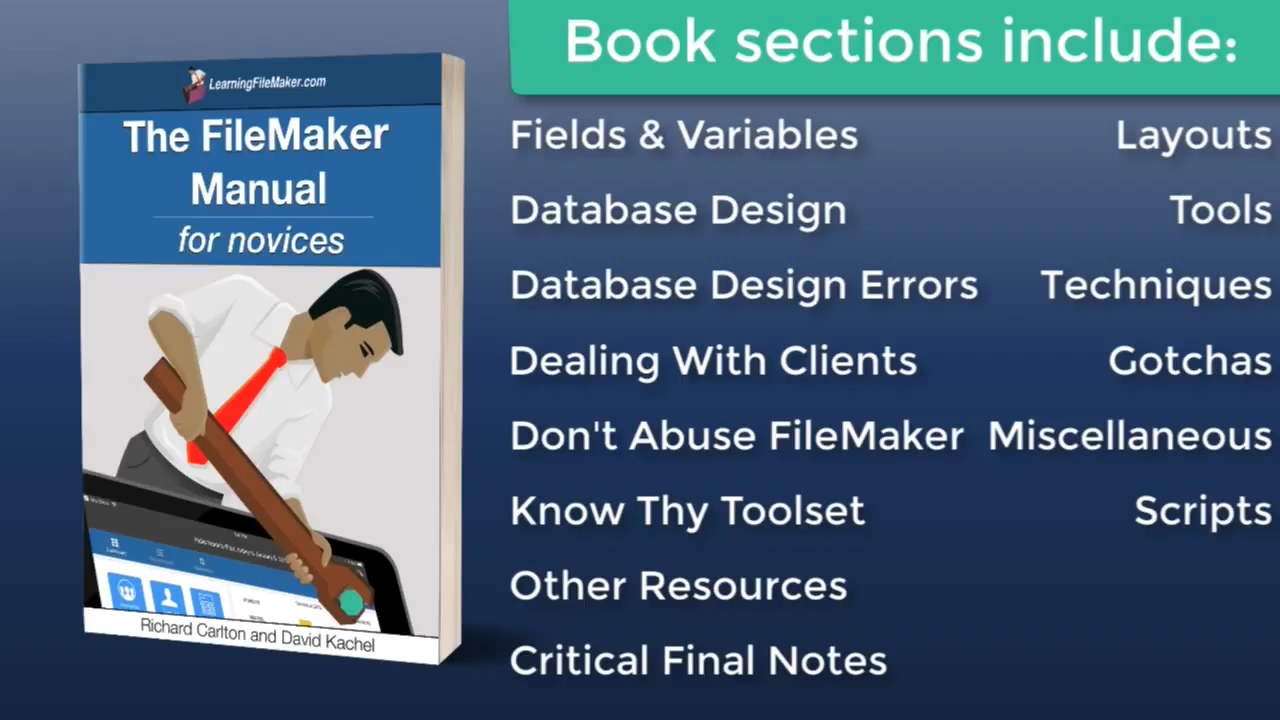 Book sections include:
LearningFileMaker.com
The FileMaker
Manual
for novices
Richard Carlton and David Kachel
Fields & Variables
Database Design
Database Design Errors
Dealing With Clients
Don't Abuse FileMaker
Know Thy Toolset
Other Resources
Critical Final Notes
Layouts
Tools
Techniques
Gotchas
Miscellaneous
Scripts